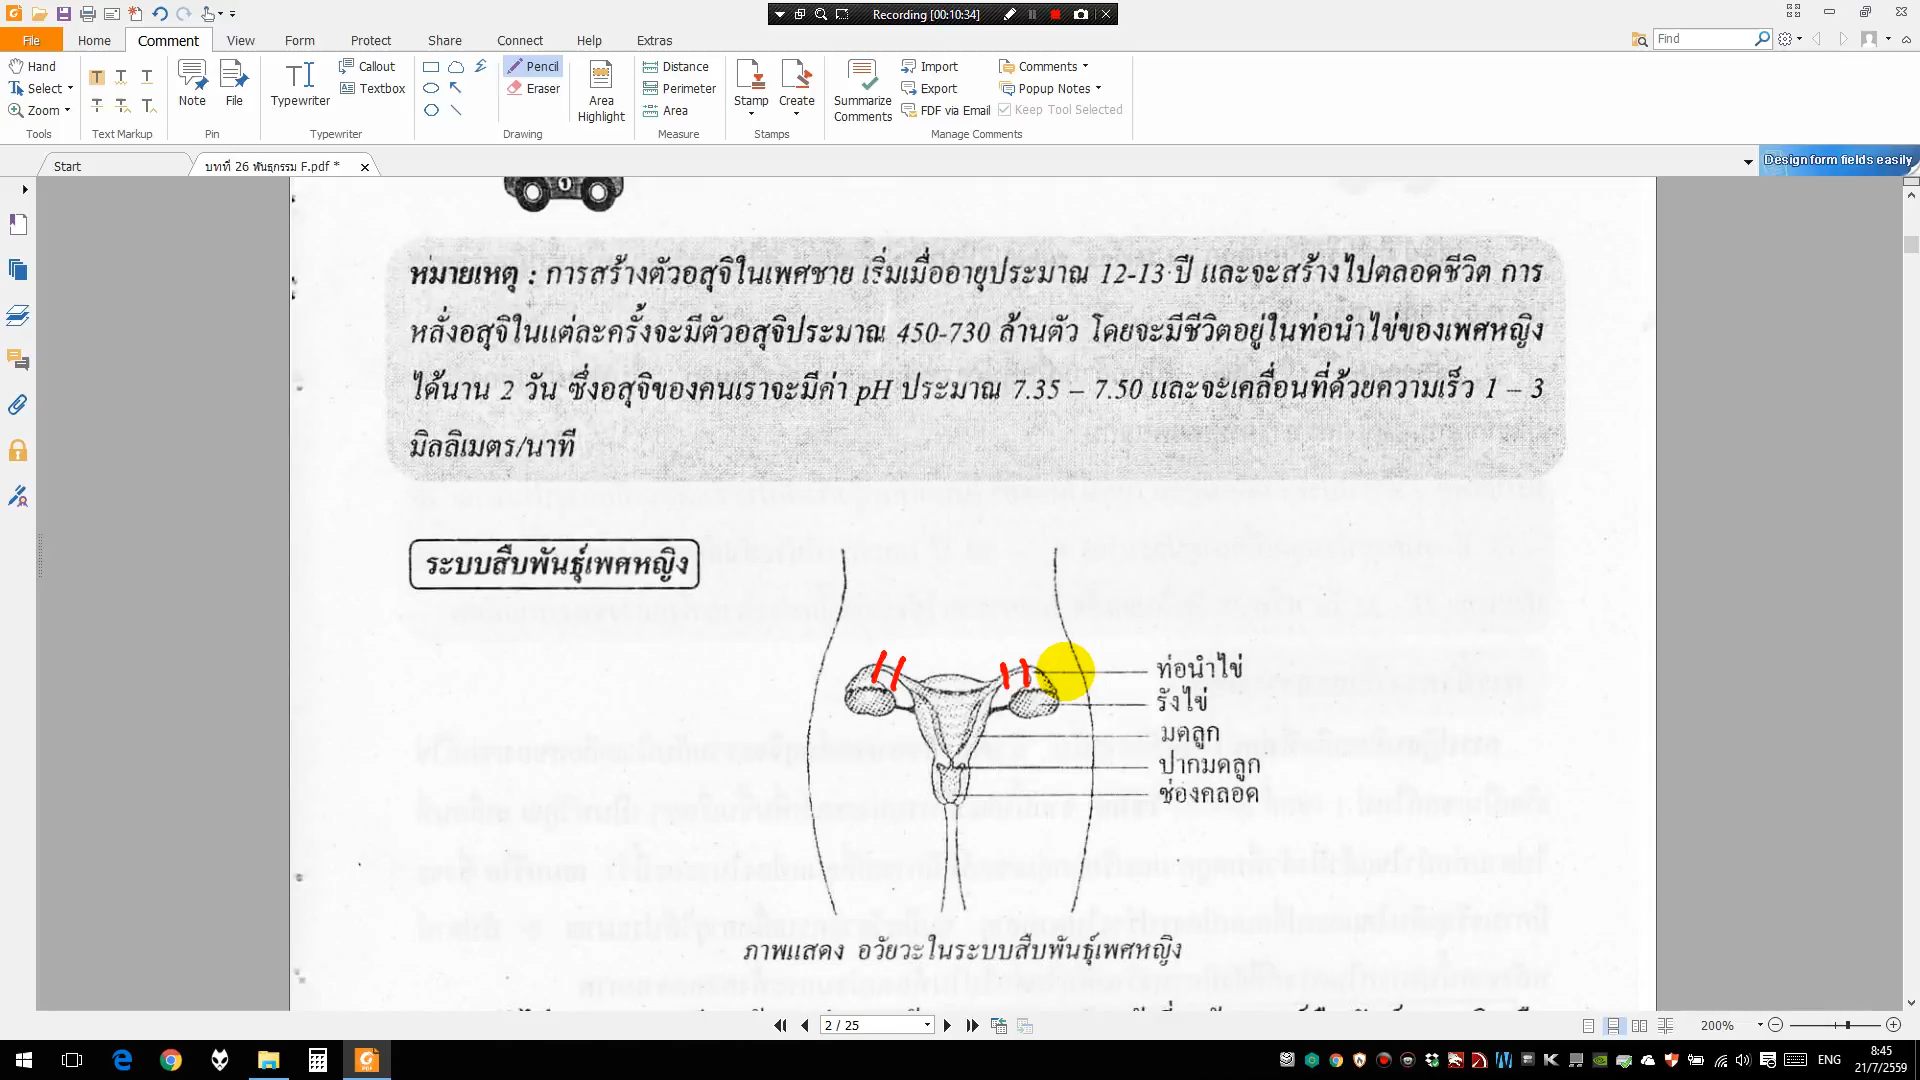 Recording [00:10:34]
File Home Comment View Form Protect Share Connect Help Extras
Find
Hand
Select
Zoom
Tools
Text Markup
Note
File
Pin
Typewriter
Callout
Textbox
Typewriter
Pencil
Eraser
Area Highlight
Drawing
Distance
Perimeter
Area
Measure
Stamp
Create
Stamps
Summarize Comments
Import
Export
FDF via Email
Comments
Popup Notes
Keep Tool Selected
Manage Comments
Start
บทที่ 26 พันธุกรรม F.pdf *
Design form fields easily
1
หมายเหตุ : การสร้างตัวอสุจิในเพศชาย เริ่มเมื่ออายุประมาณ 12-13 ปี และจะสร้างไปตลอดชีวิต การ
หลั่งอสุจิในแต่ละครั้งจะมีตัวอสุจิประมาณ 450-730 ล้านตัว โดยจะมีชีวิตอยู่ในท่อนำไข่ของเพศหญิง
ได้นาน 2 วัน ซึ่งอสุจิของคนเราจะมีค่า pH ประมาณ 7.35 – 7.50 และจะเคลื่อนที่ด้วยความเร็ว 1 – 3
มิลลิเมตร/นาที
ระบบสืบพันธุ์เพศหญิง
ท่อนำไข่
รังไข่
มดลูก
ปากมดลูก
ช่องคลอด
ภาพแสดง อวัยวะในระบบสืบพันธุ์เพศหญิง
2 / 25
200%
ENG
8:45
21/7/2559